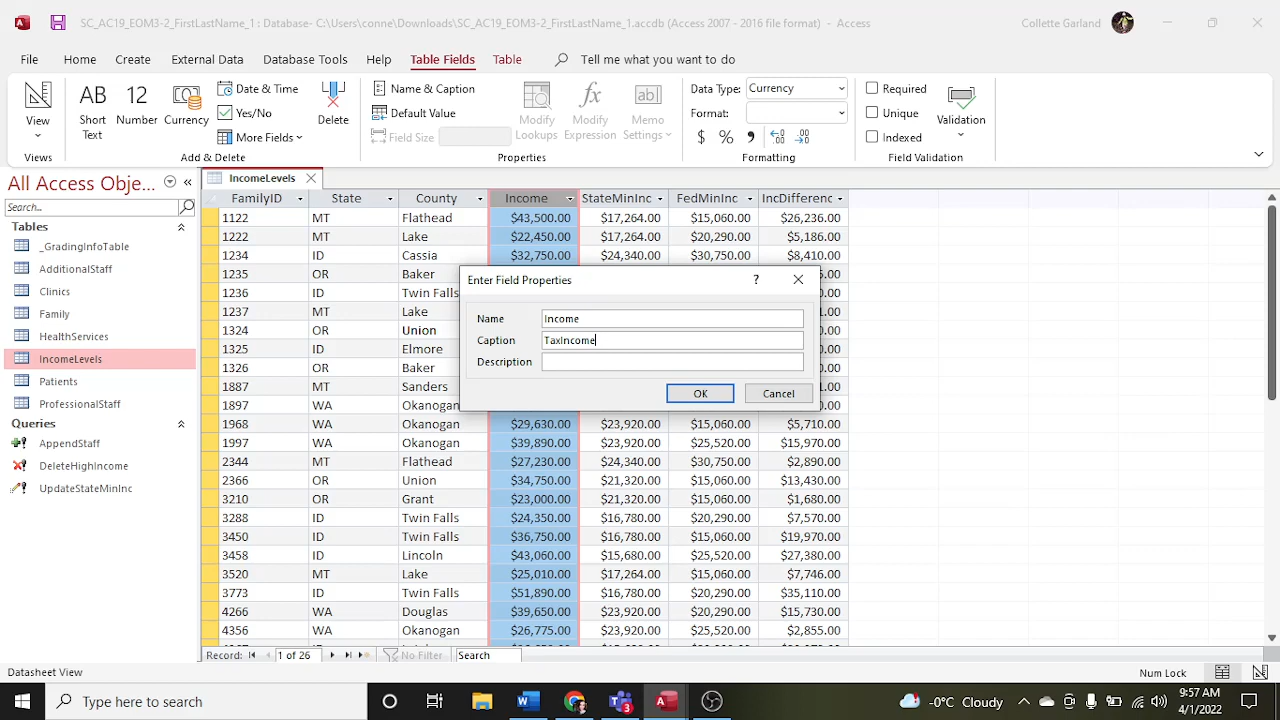 SC_AC19_EOM3-2_FirstLastName_1 : Database- C:\Users\conne\Downloads\SC_AC19_EOM3-2_FirstLastName_1.accdb (Access 2007 - 2016 file format) - Access
Collette Garland
File Home Create External Data Database Tools Help Table Fields Table Tell me what you want to do
View
Views
AB Short Text
12 Number
Currency
Date & Time
Yes/No
More Fields
Delete
Add & Delete
Name & Caption
Default Value
Field Size
Modify Lookups
fx Modify Expression
ab Memo Settings
Properties
Data Type: Currency
Format:
$ % , .00 .00
Formatting
Required
Unique
Indexed
Validation
Field Validation
All Access Obje...
Search...
Tables
_GradingInfoTable
AdditionalStaff
Clinics
Family
HealthServices
IncomeLevels
Patients
ProfessionalStaff
Queries
AppendStaff
DeleteHighIncome
UpdateStateMinInc
IncomeLevels
FamilyID State County Income StateMinInc FedMinInc IncDifferenc
1122 MT Flathead $43,500.00 $17,264.00 $15,060.00 $26,236.00
1222 MT Lake $22,450.00 $17,264.00 $20,290.00 $5,186.00
1234 ID Cassia $32,750.00 $24,340.00 $30,750.00 $8,410.00
1235 OR Baker
1236 ID Twin Falls
1237 MT Lake
1324 OR Union
1325 ID Elmore
1326 OR Baker
1887 MT Sanders
1897 WA Okanogan
1968 WA Okanogan $29,630.00 $23,920.00 $15,060.00 $5,710.00
1997 WA Okanogan $39,890.00 $23,920.00 $25,520.00 $15,970.00
2344 MT Flathead $27,230.00 $24,340.00 $30,750.00 $2,890.00
2366 OR Union $34,750.00 $21,320.00 $15,060.00 $13,430.00
3210 OR Grant $23,000.00 $21,320.00 $15,060.00 $1,680.00
3288 ID Twin Falls $24,350.00 $16,780.00 $20,290.00 $7,570.00
3450 ID Twin Falls $36,750.00 $16,780.00 $15,060.00 $19,970.00
3458 ID Lincoln $43,060.00 $15,680.00 $25,520.00 $27,380.00
3520 MT Lake $25,010.00 $17,264.00 $15,060.00 $7,746.00
3773 ID Twin Falls $51,890.00 $16,780.00 $20,290.00 $35,110.00
4266 WA Douglas $39,650.00 $23,920.00 $20,290.00 $15,730.00
4356 WA Okanogan $26,775.00 $23,920.00 $25,520.00 $2,855.00
Enter Field Properties
Name Income
Caption TaxIncome
Description
OK Cancel
Record: 1 of 26 No Filter Search
Datasheet View
Num Lock
Type here to search
-0°C Cloudy
9:57 AM
4/1/2022